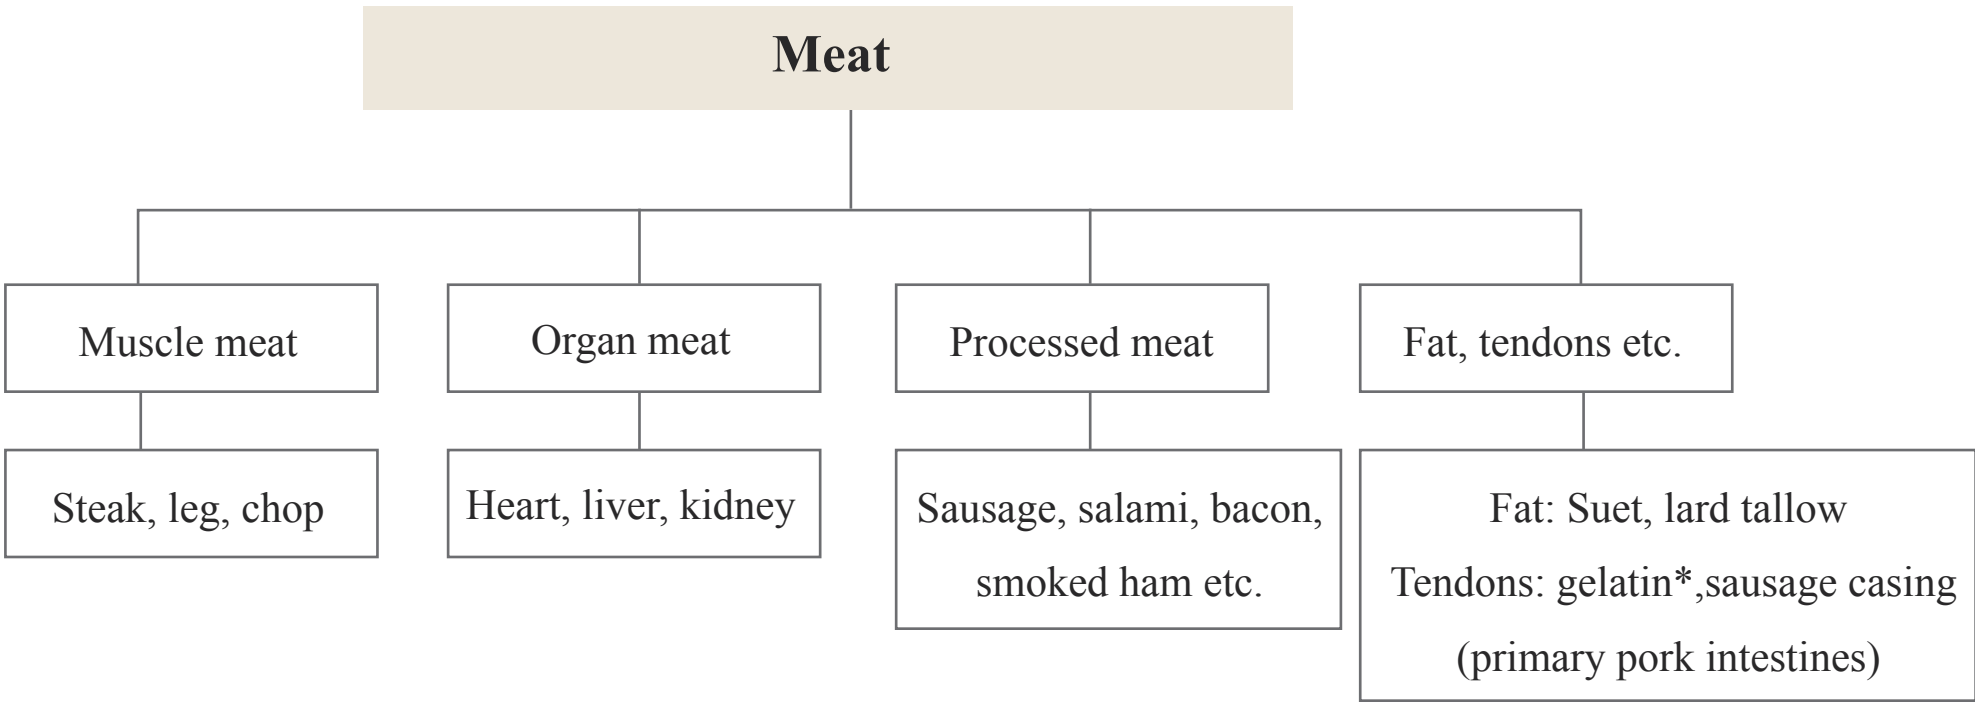 Meat
Muscle meat
Organ meat
Processed meat
Fat, tendons etc.
Steak, leg, chop
Heart, liver, kidney
Sausage, salami, bacon,
smoked ham etc.
Fat: Suet, lard tallow
Tendons: gelatin*,sausage casing
(primary pork intestines)